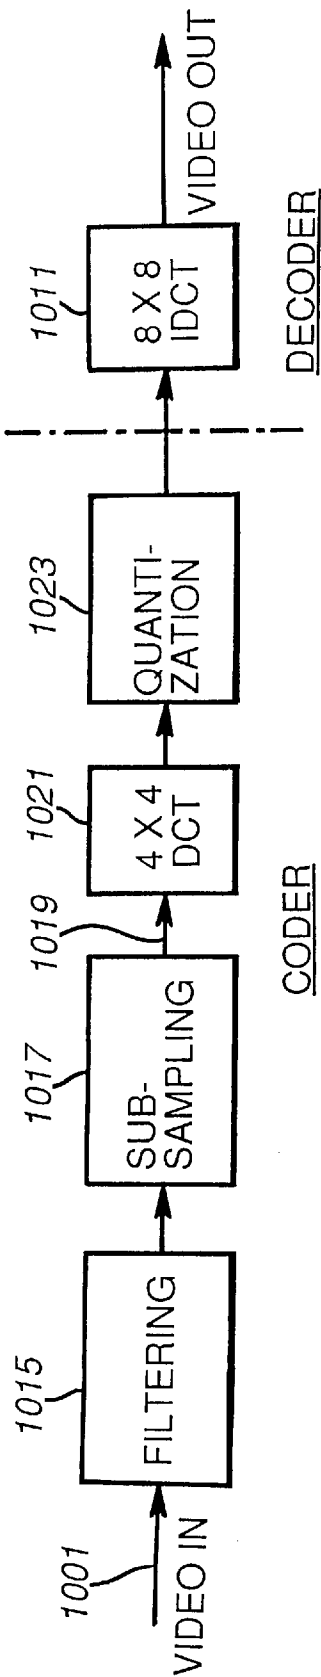 1001
VIDEO IN
1015
FILTERING
1017
SUB-
SAMPLING
1019
1021
4 X 4
DCT
1023
QUANTI-
ZATION
1011
8 X 8
IDCT
VIDEO OUT
CODER
DECODER